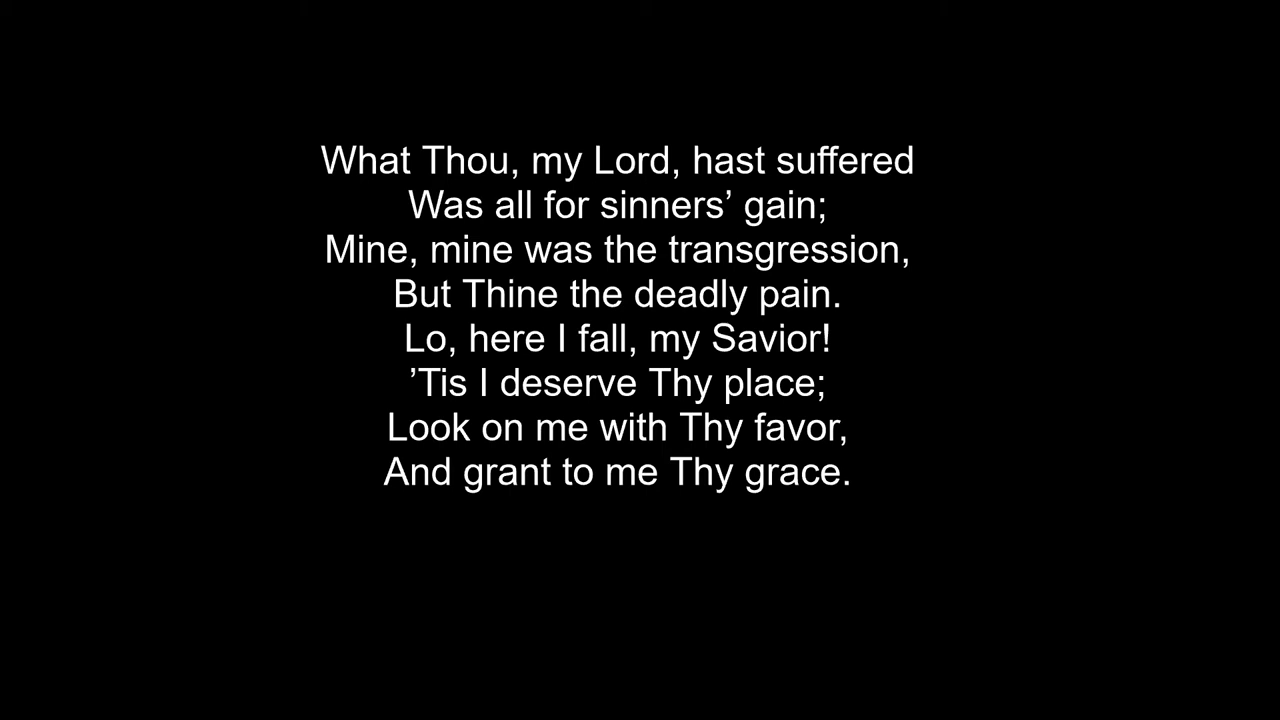 What Thou, my Lord, hast suffered
Was all for sinners’ gain;
Mine, mine was the transgression,
But Thine the deadly pain.
Lo, here I fall, my Savior!
’Tis I deserve Thy place;
Look on me with Thy favor,
And grant to me Thy grace.